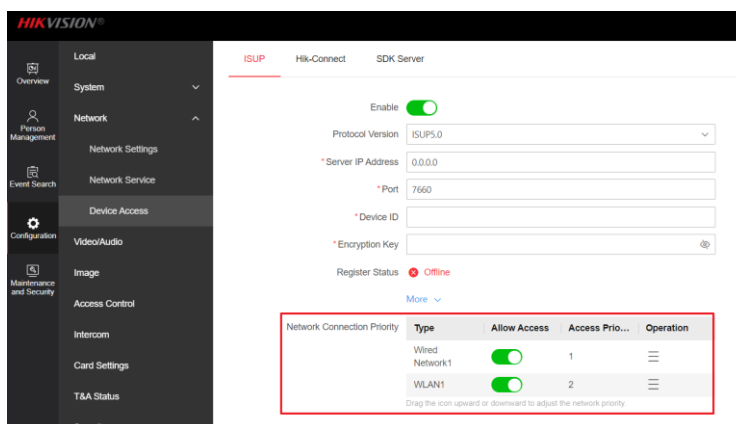 HIKVISION®
Overview
Person
Management
Event Search
Configuration
Maintenance
and Security
Local
System
Network
Network Settings
Network Service
Device Access
Video/Audio
Image
Access Control
Intercom
Card Settings
T&A Status
ISUP Hik-Connect SDK Server
Enable
Protocol Version ISUP5.0
*Server IP Address 0.0.0.0
*Port 7660
*Device ID
*Encryption Key
Register Status Offline
More
Network Connection Priority Type Allow Access Access Prio... Operation
Wired
Network1 1
WLAN1 2
Drag the icon upward or downward to adjust the network priority.